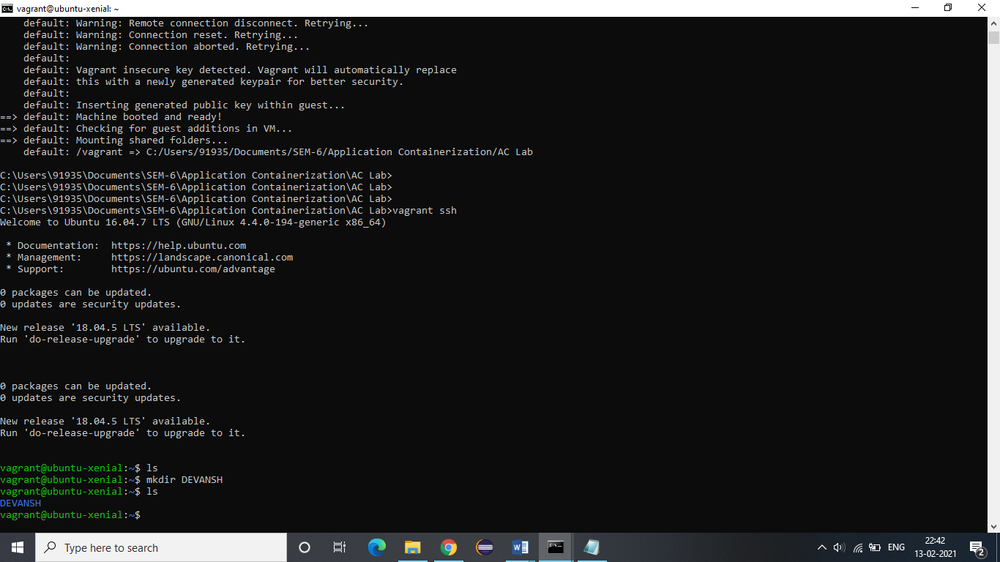 vagrant@ubuntu-xenial: ~
default: Warning: Remote connection disconnect. Retrying...
default: Warning: Connection reset. Retrying...
default: Warning: Connection aborted. Retrying...
default:
default: Vagrant insecure key detected. Vagrant will automatically replace
default: this with a newly generated keypair for better security.
default:
default: Inserting generated public key within guest...
==> default: Machine booted and ready!
==> default: Checking for guest additions in VM...
==> default: Mounting shared folders...
default: /vagrant => C:/Users/91935/Documents/SEM-6/Application Containerization/AC Lab
C:\Users\91935\Documents\SEM-6\Application Containerization\AC Lab>
C:\Users\91935\Documents\SEM-6\Application Containerization\AC Lab>
C:\Users\91935\Documents\SEM-6\Application Containerization\AC Lab>
C:\Users\91935\Documents\SEM-6\Application Containerization\AC Lab>vagrant ssh
Welcome to Ubuntu 16.04.7 LTS (GNU/Linux 4.4.0-194-generic x86_64)
* Documentation:  https://help.ubuntu.com
* Management:     https://landscape.canonical.com
* Support:        https://ubuntu.com/advantage
0 packages can be updated.
0 updates are security updates.
New release '18.04.5 LTS' available.
Run 'do-release-upgrade' to upgrade to it.
0 packages can be updated.
0 updates are security updates.
New release '18.04.5 LTS' available.
Run 'do-release-upgrade' to upgrade to it.
vagrant@ubuntu-xenial:~$ ls
vagrant@ubuntu-xenial:~$ mkdir DEVANSH
vagrant@ubuntu-xenial:~$ ls
DEVANSH
vagrant@ubuntu-xenial:~$
Type here to search
ENG
22:42
13-02-2021
2